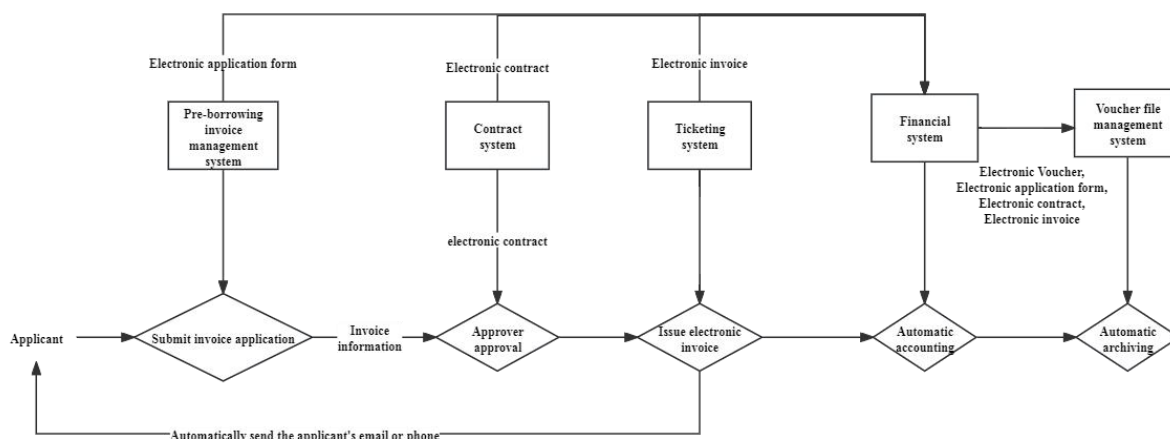 Electronic application form
Electronic contract
Electronic invoice
Pre-borrowing
invoice
management
system
Contract
system
Ticketing
system
Financial
system
Voucher file
management
system
Electronic Voucher,
Electronic application form,
Electronic contract,
Electronic invoice
electronic contract
Applicant
Submit invoice application
Invoice
information
Approver
approval
Issue electronic
invoice
Automatic
accounting
Automatic
archiving
Automatically send the applicant's email or phone